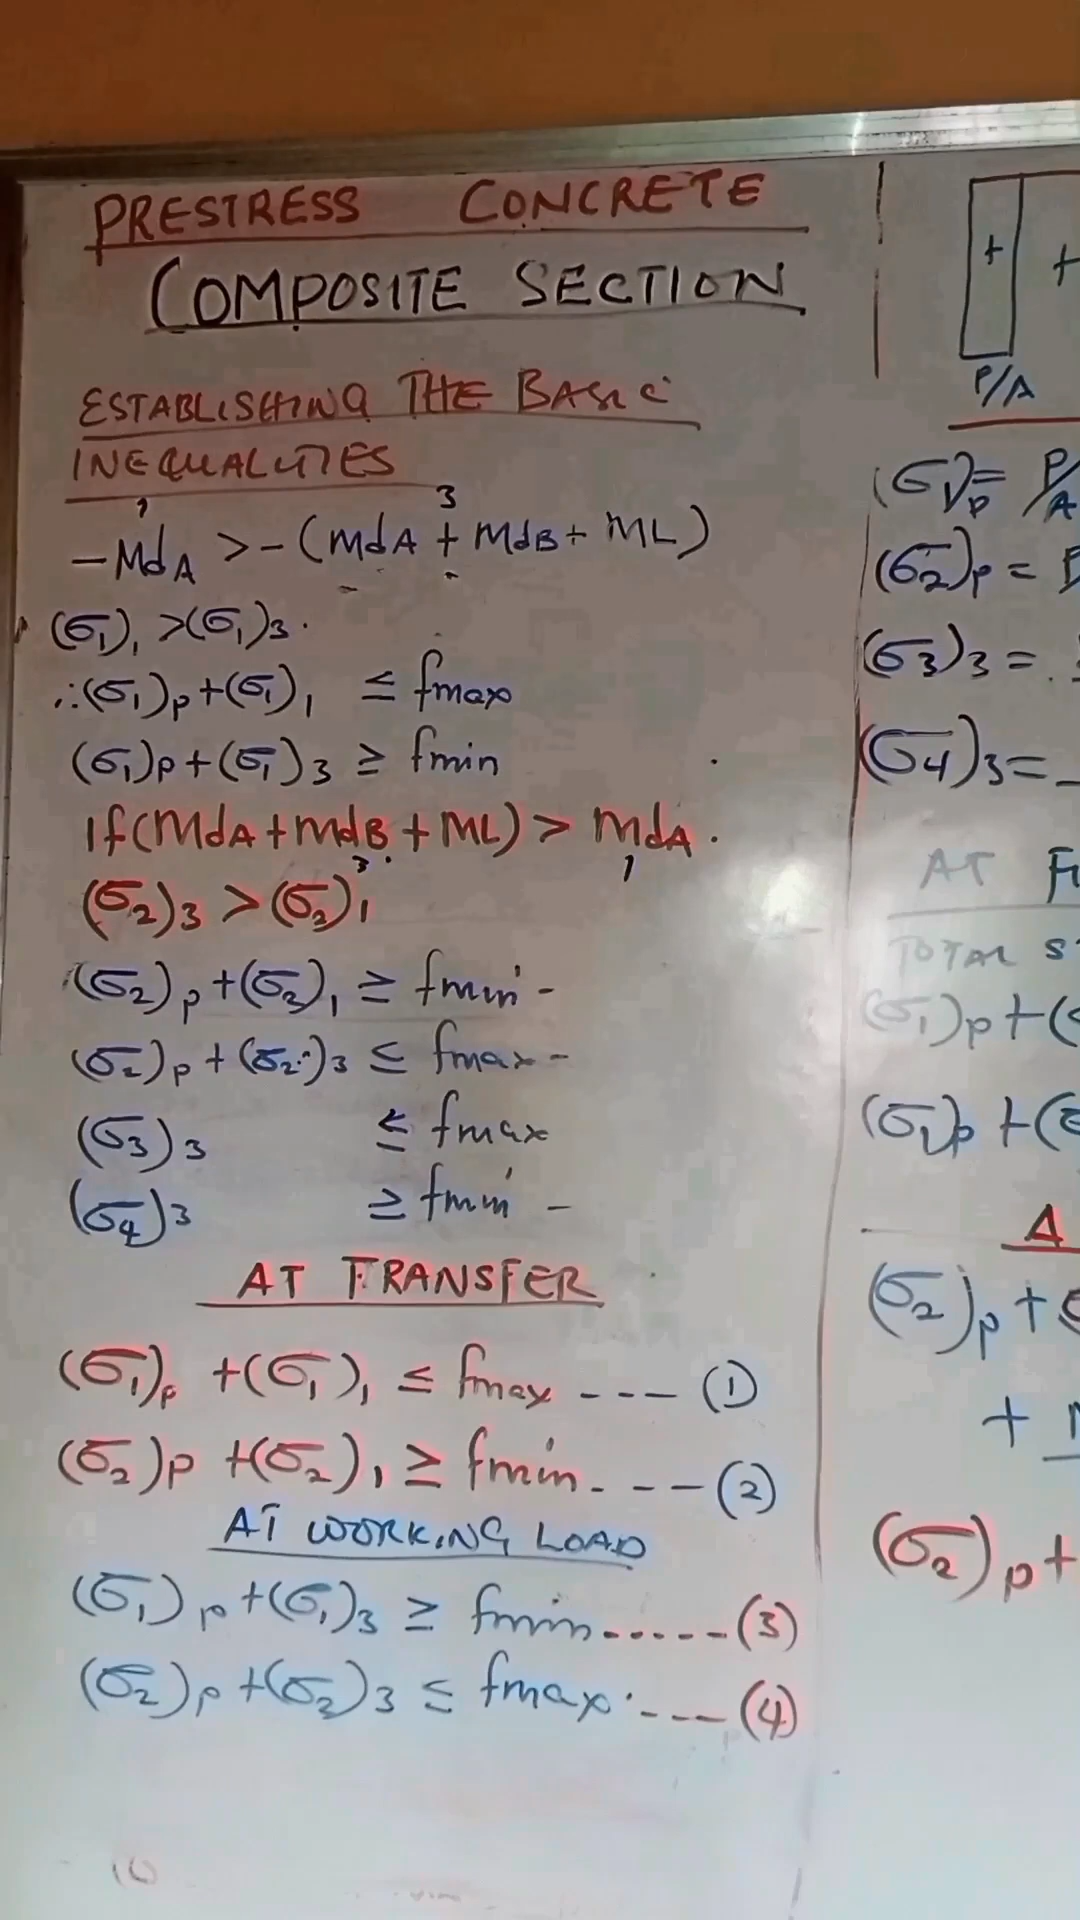 PRESTRESS CONCRETE
COMPOSITE SECTION
ESTABLISHING THE BASIC
INEQUALITIES
1 3
-MdA > -(MdA + MdB + ML)
(σ1)1 > (σ1)3.
∴(σ1)p + (σ1)1 ≤ fmax
(σ1)p + (σ1)3 ≥ fmin
If (MdA + MdB + ML) > MdA.
3 1
(σ2)3 > (σ2)1
(σ2)p + (σ2)1 ≥ fmin -
(σ2)p + (σ2)3 ≤ fmax -
(σ3)3 ≤ fmax
(σ4)3 ≥ fmin -
AT TRANSFER
(σ1)p + (σ1)1 ≤ fmax --- (1)
(σ2)p + (σ2)1 ≥ fmin. --- (2)
AT WORKING LOAD
(σ1)p + (σ1)3 ≥ fmin ..... (3)
(σ2)p + (σ2)3 ≤ fmax .--- (4)
+ +
P/A
(σ1)p = P/A
(σ2)p =
(σ3)3 =
(σ4)3 =
AT
TOTAL
(σ1)p + (
(σ1)p + (
A
(σ2)p +
+
(σ2)p +